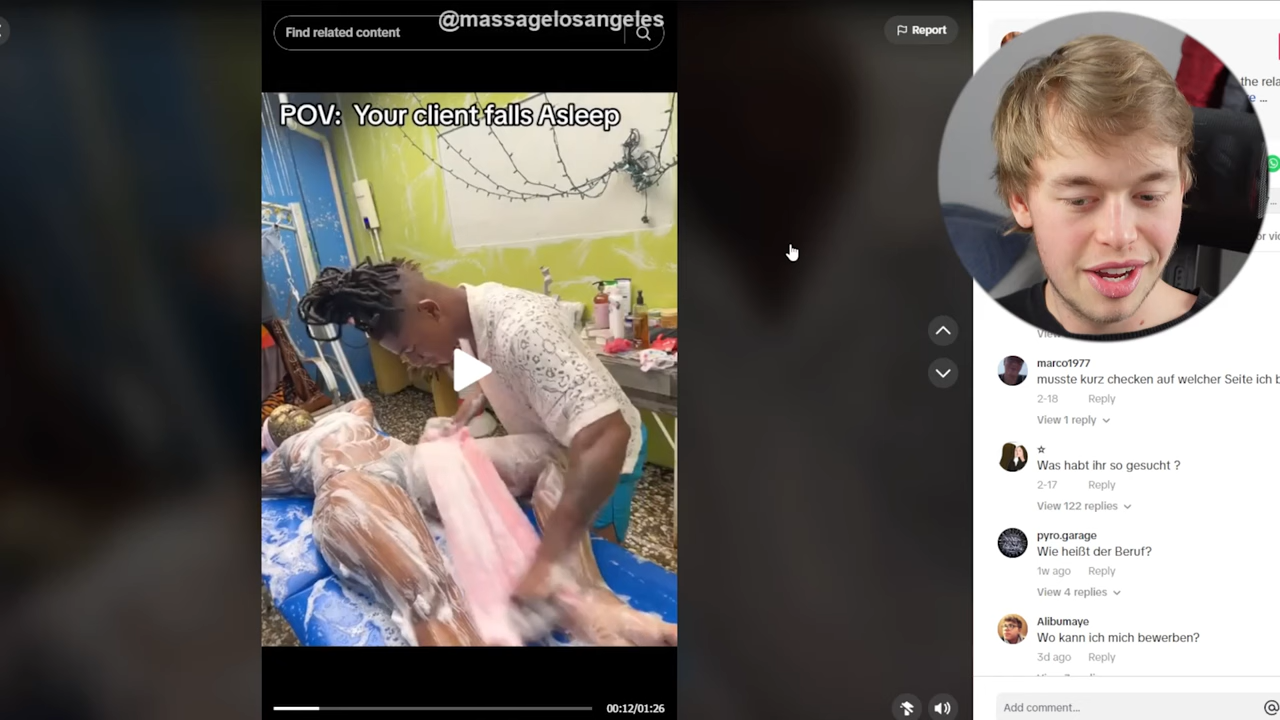 Find related content
@massagelosangeles
Report
POV: Your client falls Asleep
00:12/01:26
the rela
...
marco1977
musste kurz checken auf welcher Seite ich b
2-18
Reply
View 1 reply
☆
Was habt ihr so gesucht ?
2-17
Reply
View 122 replies
pyro.garage
Wie heißt der Beruf?
1w ago
Reply
View 4 replies
Alibumaye
Wo kann ich mich bewerben?
3d ago
Reply
Add comment...
@